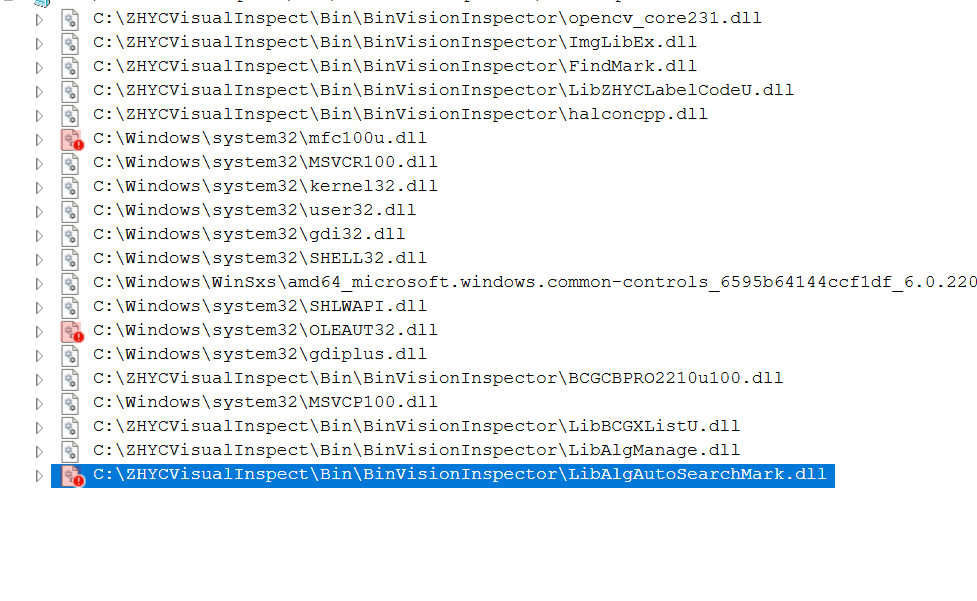 C:\ZHYCVisualInspect\Bin\BinVisionInspector\opencv_core231.dll
C:\ZHYCVisualInspect\Bin\BinVisionInspector\ImgLibEx.dll
C:\ZHYCVisualInspect\Bin\BinVisionInspector\FindMark.dll
C:\ZHYCVisualInspect\Bin\BinVisionInspector\LibZHYCLabelCodeU.dll
C:\ZHYCVisualInspect\Bin\BinVisionInspector\halconcpp.dll
C:\Windows\system32\mfc100u.dll
C:\Windows\system32\MSVCR100.dll
C:\Windows\system32\kernel32.dll
C:\Windows\system32\user32.dll
C:\Windows\system32\gdi32.dll
C:\Windows\system32\SHELL32.dll
C:\Windows\WinSxs\amd64_microsoft.windows.common-controls_6595b64144ccf1df_6.0.220
C:\Windows\system32\SHLWAPI.dll
C:\Windows\system32\OLEAUT32.dll
C:\Windows\system32\gdiplus.dll
C:\ZHYCVisualInspect\Bin\BinVisionInspector\BCGCBPRO2210u100.dll
C:\Windows\system32\MSVCP100.dll
C:\ZHYCVisualInspect\Bin\BinVisionInspector\LibBCGXListU.dll
C:\ZHYCVisualInspect\Bin\BinVisionInspector\LibAlgManage.dll
C:\ZHYCVisualInspect\Bin\BinVisionInspector\LibAlgAutoSearchMark.dll